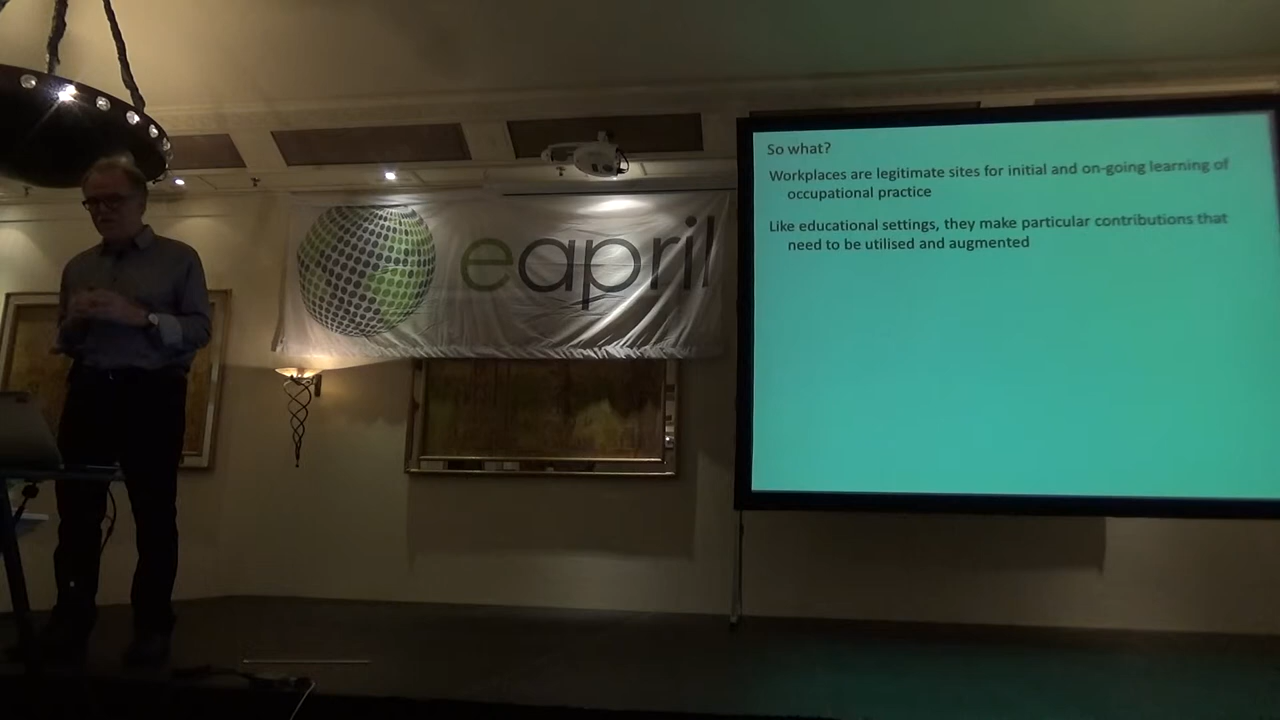 eapril
So what?
Workplaces are legitimate sites for initial and on-going learning of
occupational practice
Like educational settings, they make particular contributions that
need to be utilised and augmented